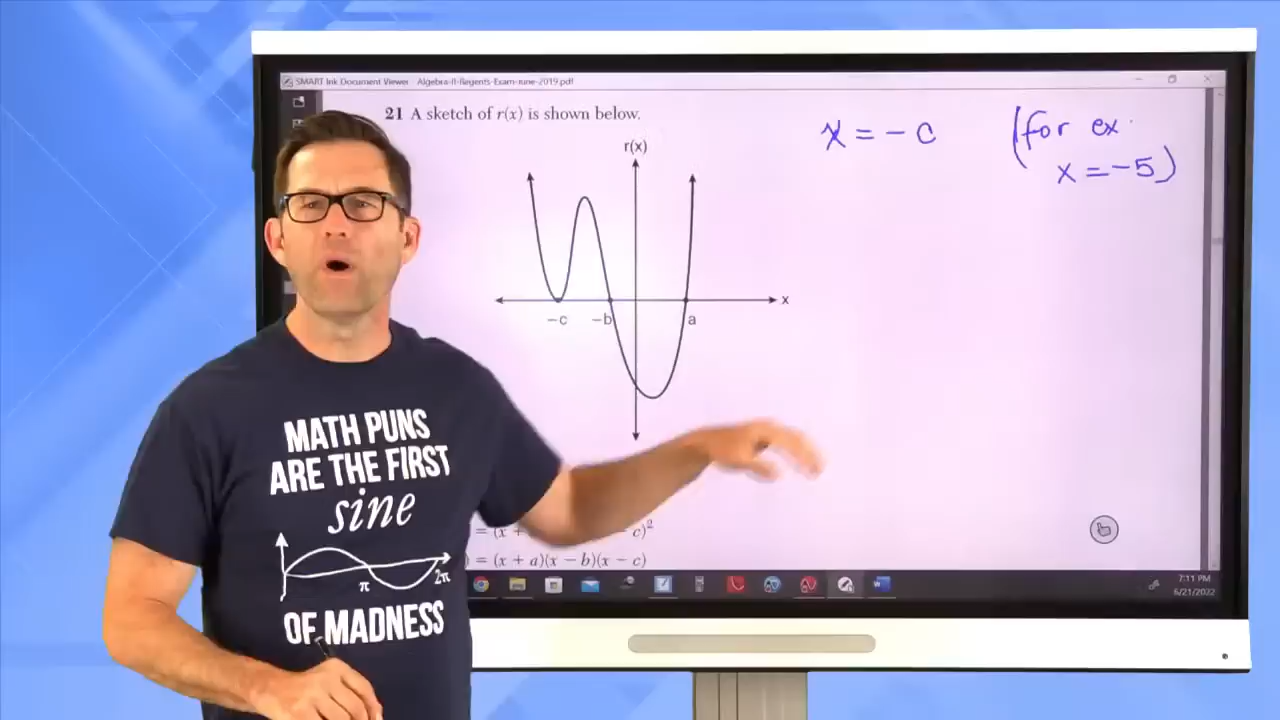 SMART Ink Document Viewer Algebra-II-Regents-Exam-June-2019.pdf
21 A sketch of r(x) is shown below.
r(x)
x
−c
−b
a
x = − c
(for ex.
x = −5)
c)²
= (x + a)(x − b)(x − c)
MATH PUNS
ARE THE FIRST
sine
π
2π
OF MADNESS
7:11 PM
6/21/2022